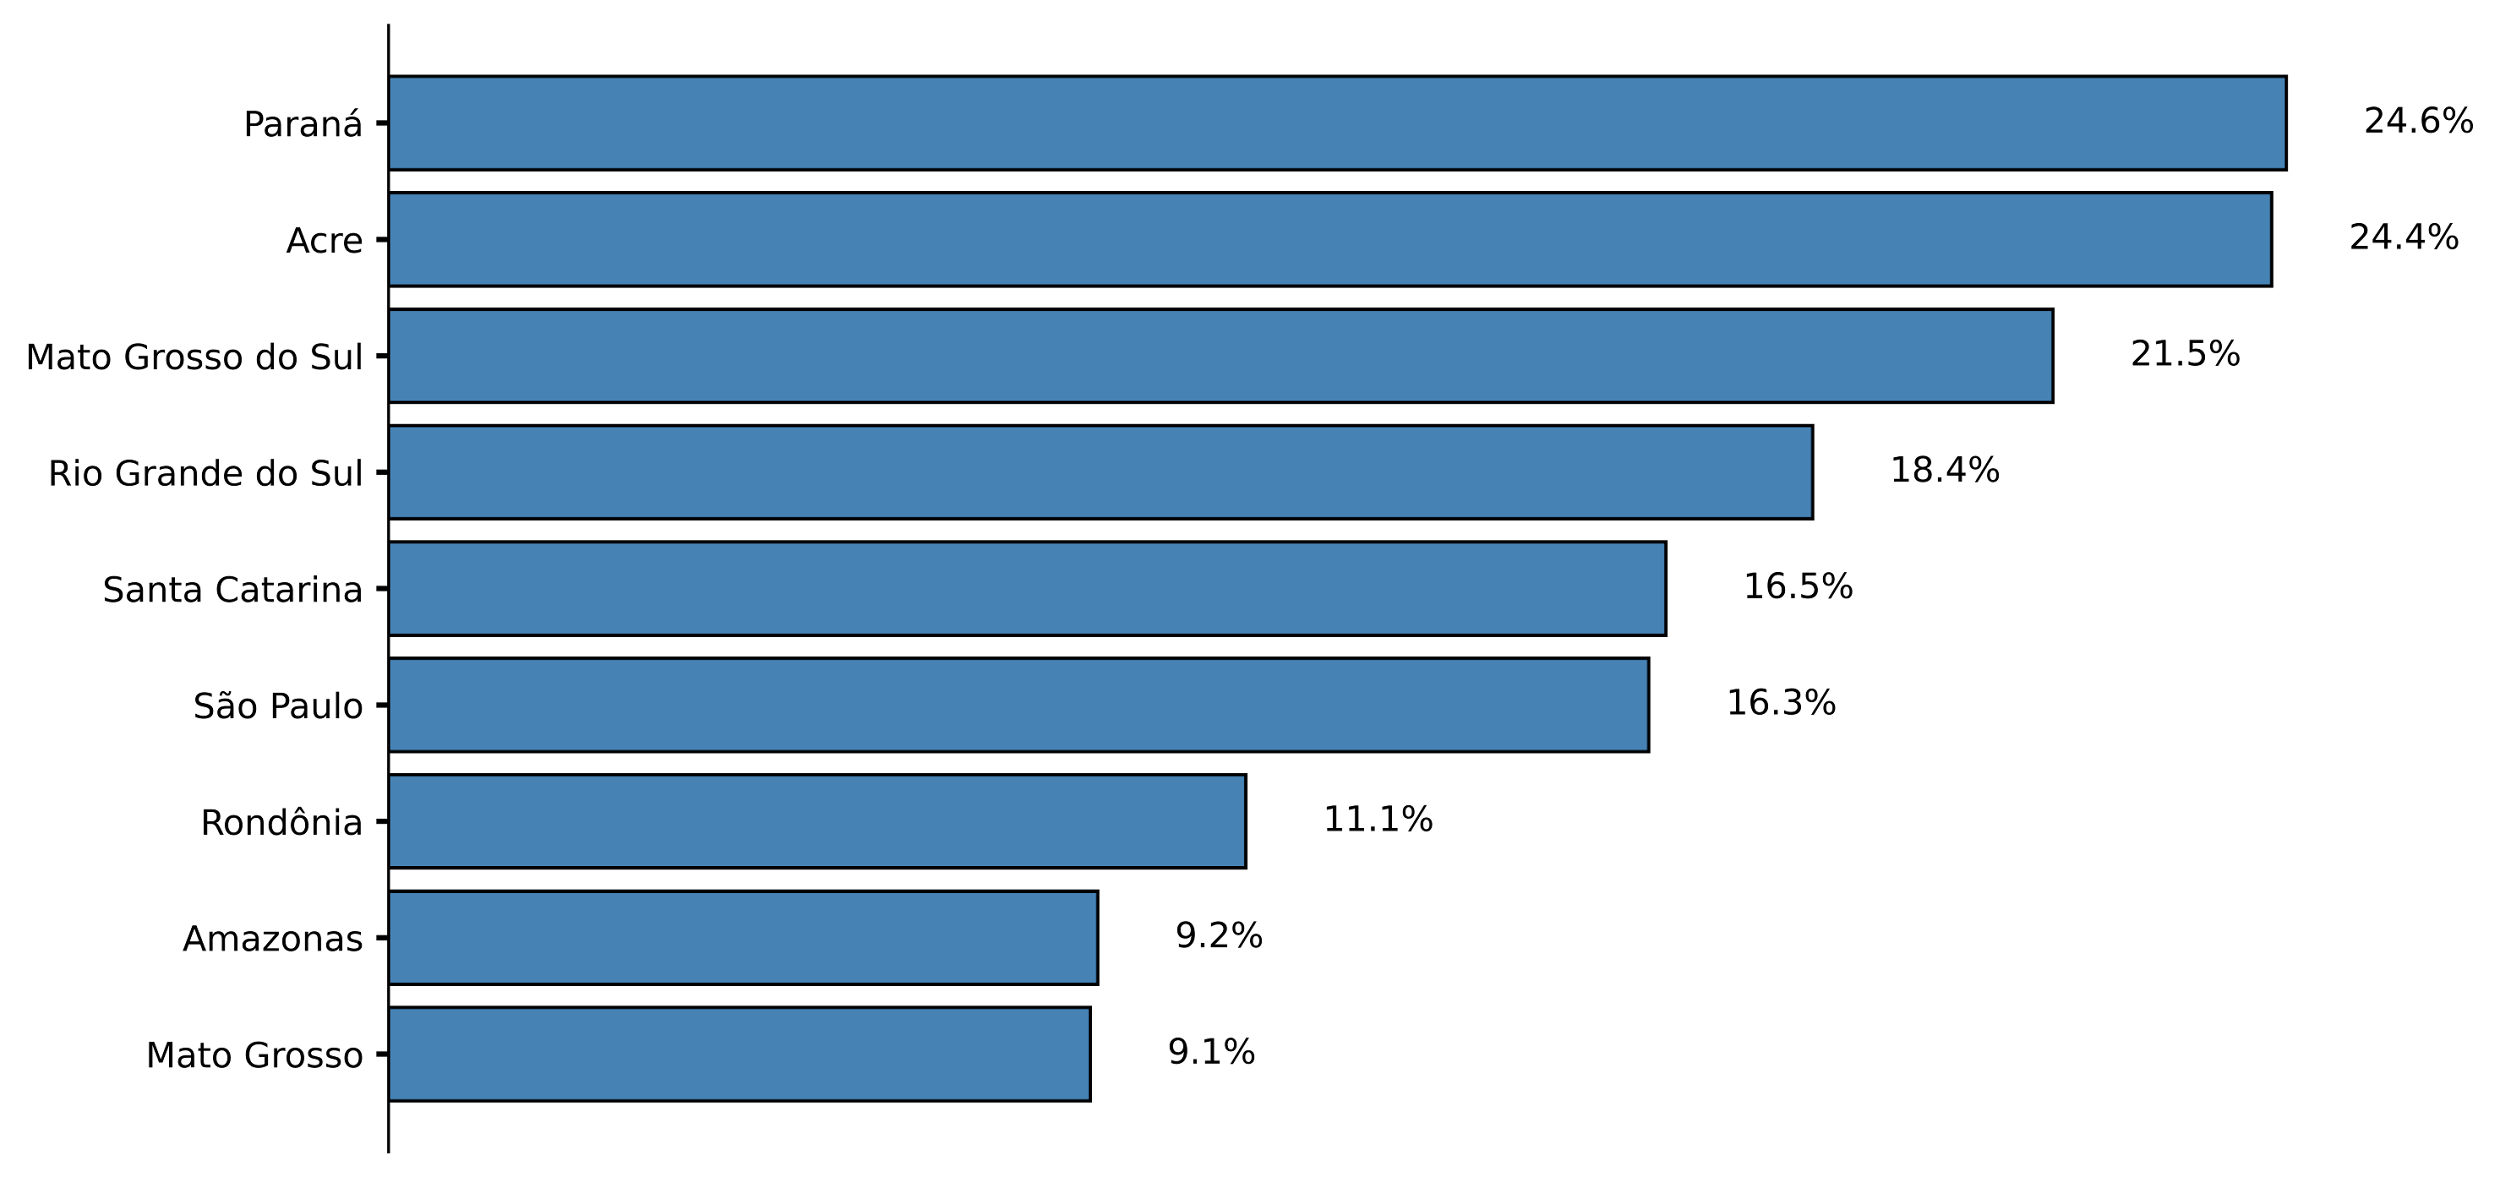 Paraná 24.6%
Acre 24.4%
Mato Grosso do Sul 21.5%
Rio Grande do Sul 18.4%
Santa Catarina 16.5%
São Paulo 16.3%
Rondônia 11.1%
Amazonas 9.2%
Mato Grosso 9.1%